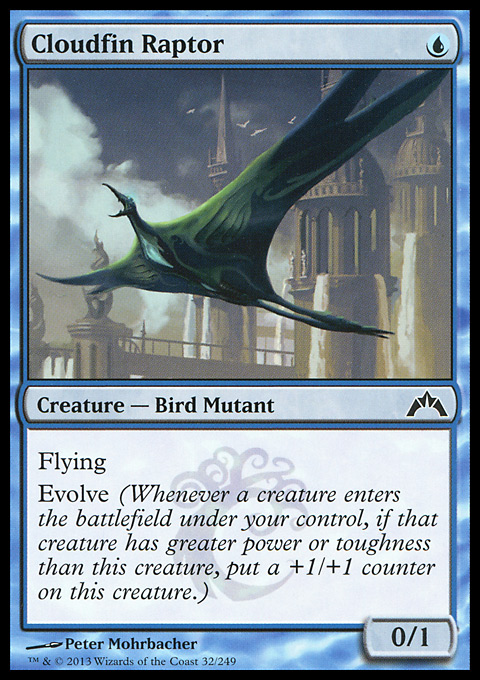 Cloudfin Raptor
Creature — Bird Mutant
Flying
Evolve (Whenever a creature enters
the battlefield under your control, if that
creature has greater power or toughness
than this creature, put a +1/+1 counter
on this creature.)
0/1
Peter Mohrbacher
™ & © 2013 Wizards of the Coast 32/249